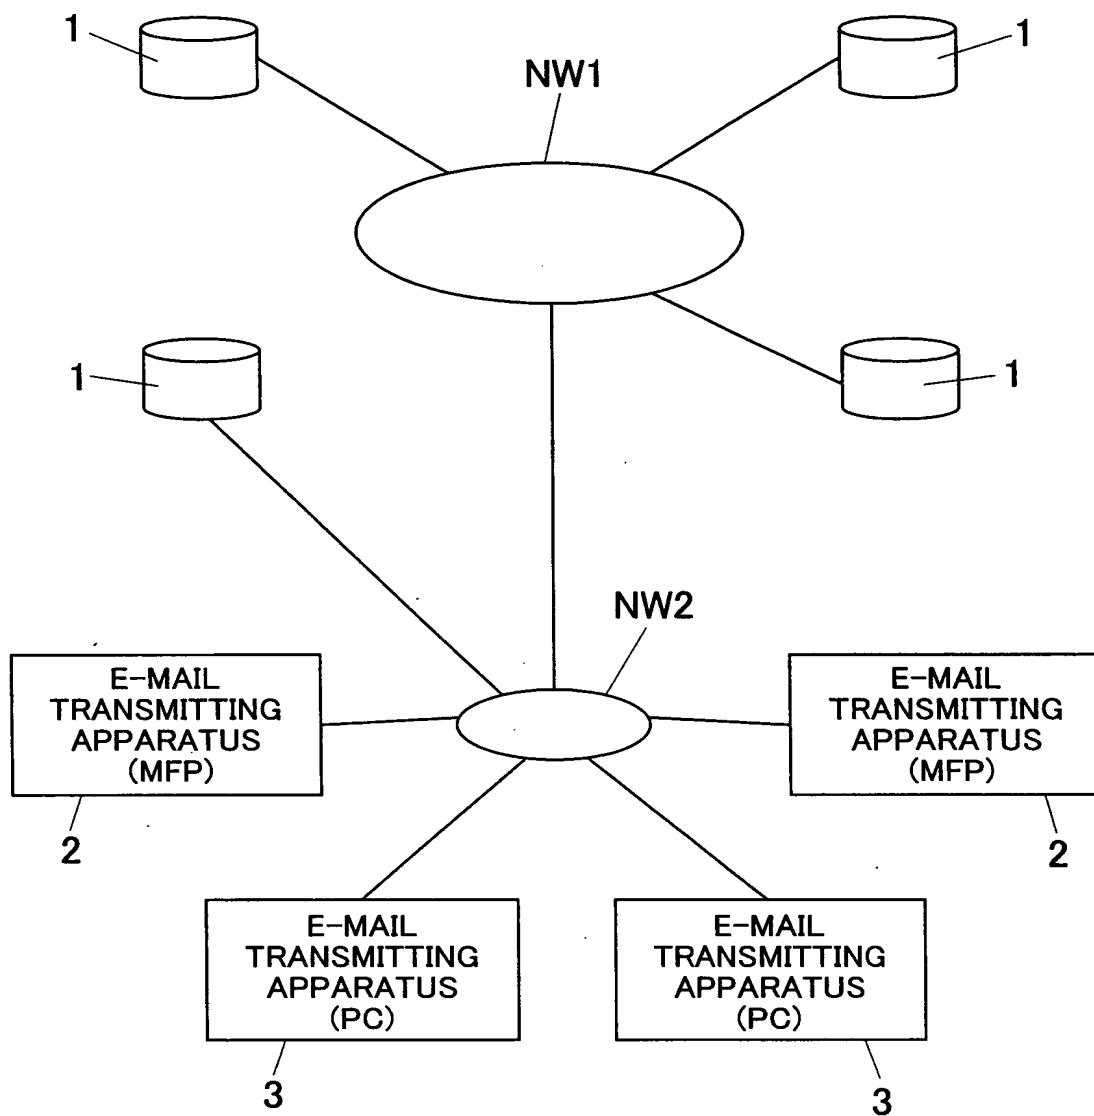 1
1
NW1
1
1
NW2
E-MAIL
TRANSMITTING
APPARATUS
(MFP)
2
E-MAIL
TRANSMITTING
APPARATUS
(MFP)
2
E-MAIL
TRANSMITTING
APPARATUS
(PC)
3
E-MAIL
TRANSMITTING
APPARATUS
(PC)
3